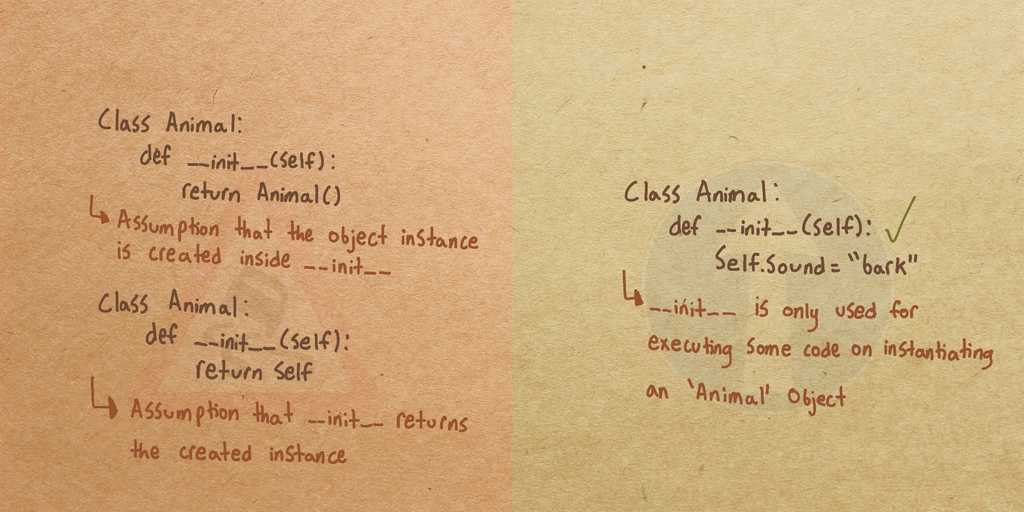 Class Animal:
def __init__(self):
return Animal()
Assumption that the object instance
is created inside __init__
Class Animal:
def __init__(self):
return self
Assumption that __init__ returns
the created instance
Class Animal:
def __init__(self):
Self.Sound = "bark"
__init__ is only used for
executing some code on instantiating
an 'Animal' Object